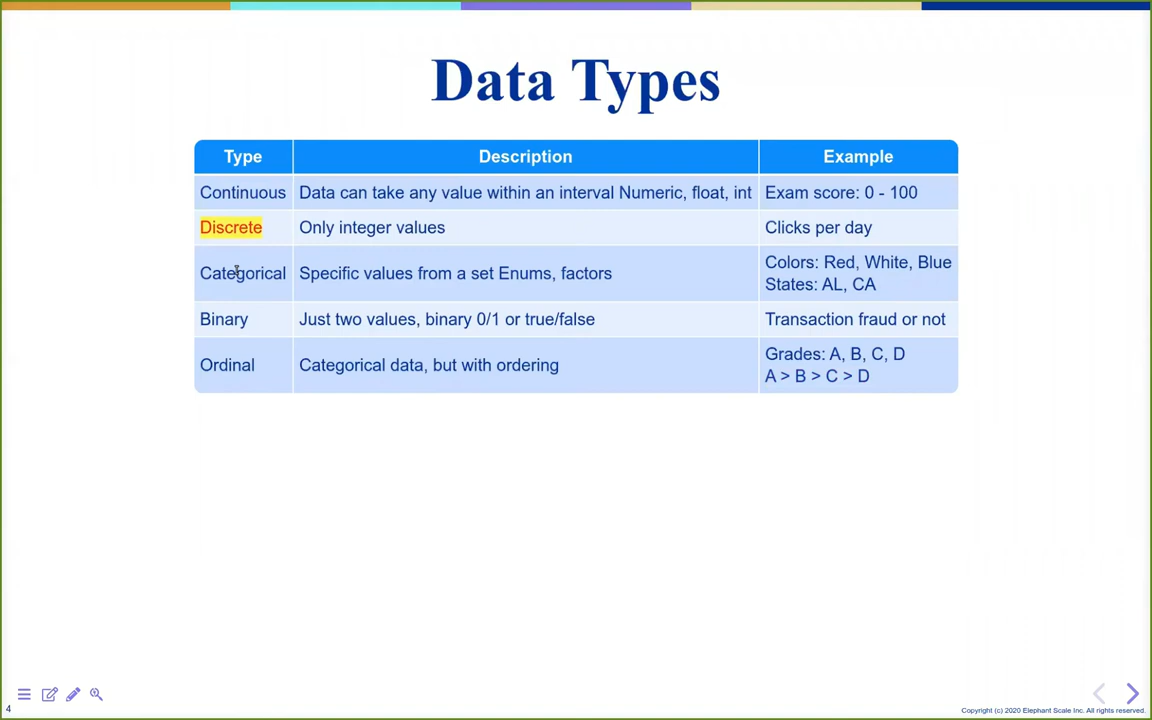 Data Types
Type Description Example
Continuous Data can take any value within an interval Numeric, float, int Exam score: 0 - 100
Discrete Only integer values Clicks per day
Categorical Specific values from a set Enums, factors Colors: Red, White, Blue
States: AL, CA
Binary Just two values, binary 0/1 or true/false Transaction fraud or not
Ordinal Categorical data, but with ordering Grades: A, B, C, D
A > B > C > D
4
Copyright (c) 2020 Elephant Scale Inc. All rights reserved.